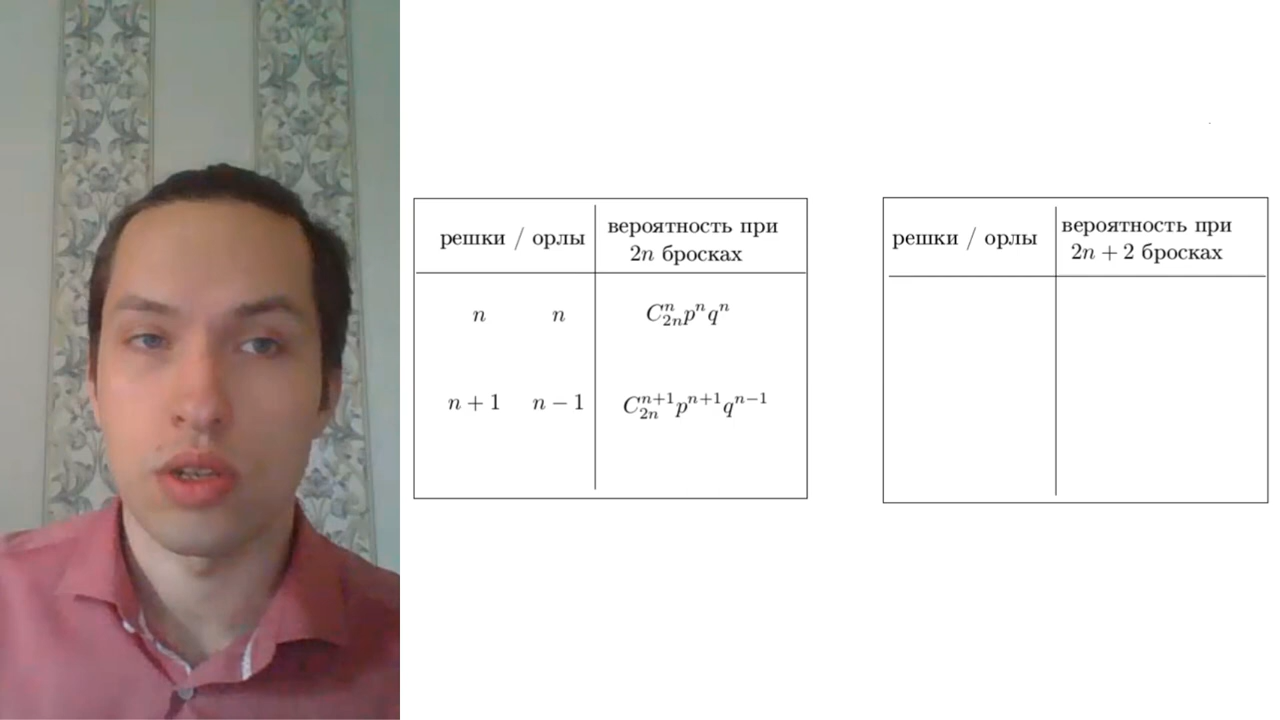 решки / орлы
вероятность при
2n бросках
n n $C_{2n}^{n}p^{n}q^{n}$
n + 1 n − 1 $C_{2n}^{n+1}p^{n+1}q^{n-1}$
решки / орлы
вероятность при
2n + 2 бросках